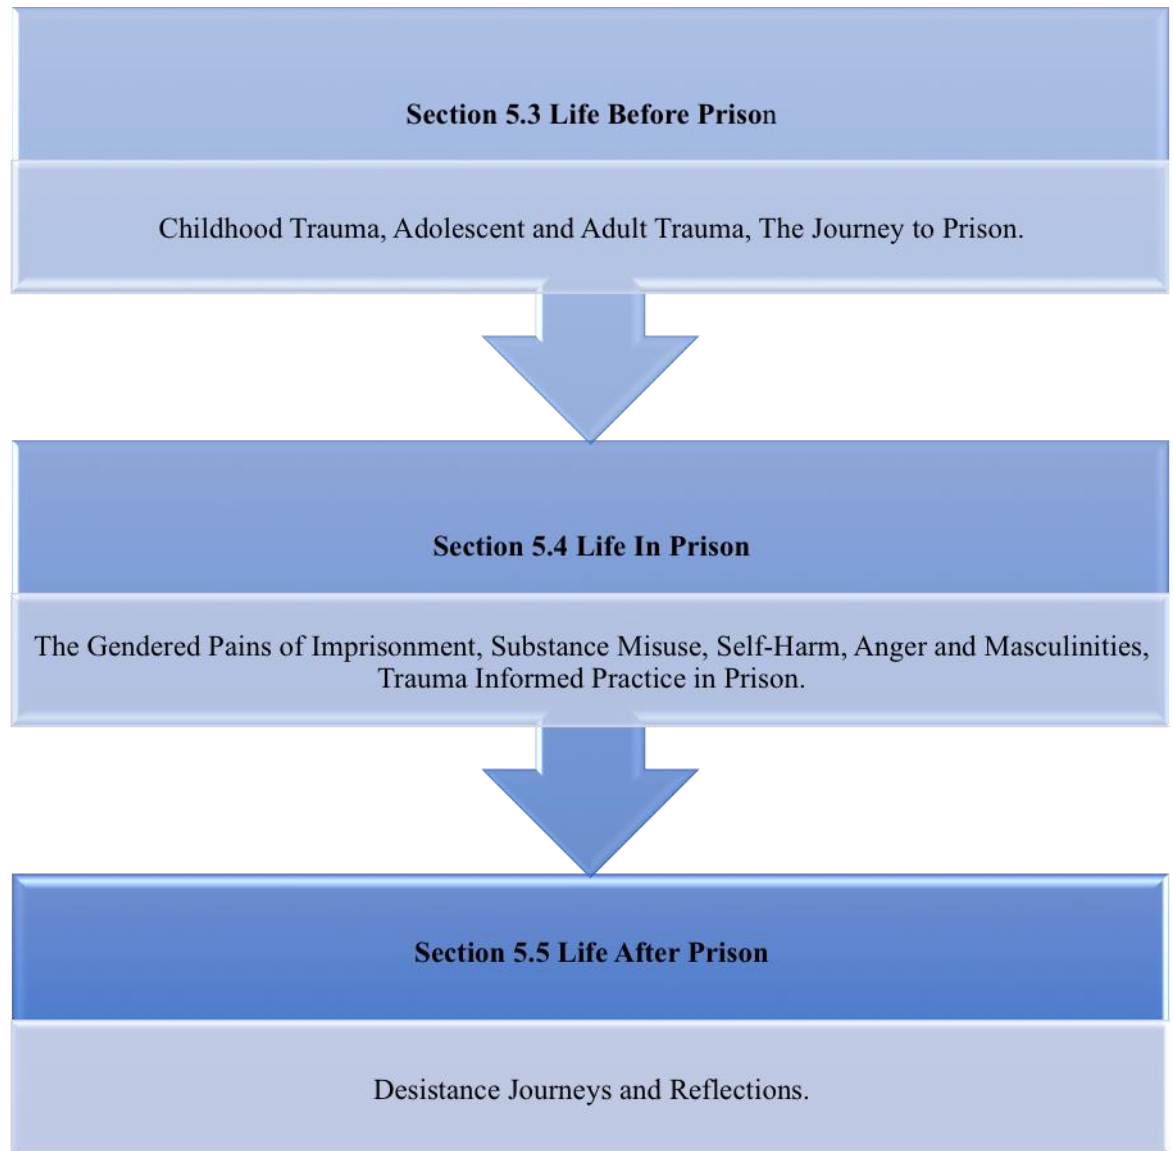 Section 5.3 Life Before Prison
Childhood Trauma, Adolescent and Adult Trauma, The Journey to Prison.
Section 5.4 Life In Prison
The Gendered Pains of Imprisonment, Substance Misuse, Self-Harm, Anger and Masculinities,
Trauma Informed Practice in Prison.
Section 5.5 Life After Prison
Desistance Journeys and Reflections.